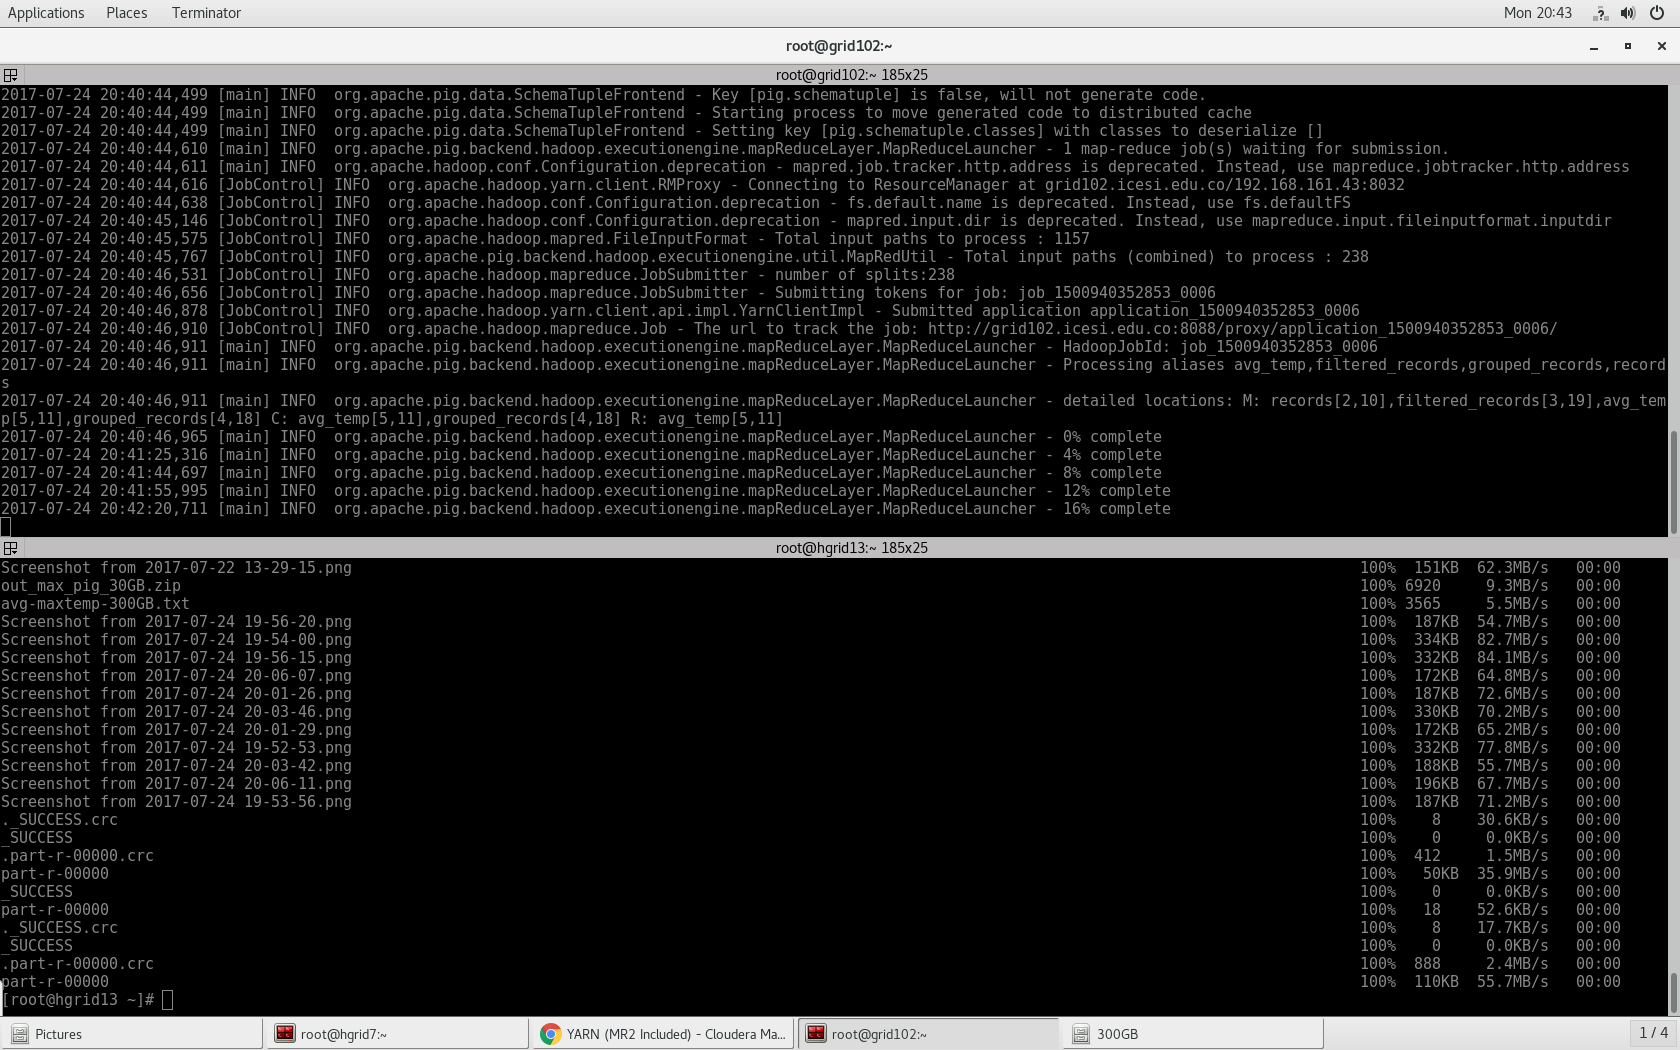 Applications Places Terminator Mon 20:43
root@grid102:~
root@grid102:~ 185x25
2017-07-24 20:40:44,499 [main] INFO  org.apache.pig.data.SchemaTupleFrontend - Key [pig.schematuple] is false, will not generate code.
2017-07-24 20:40:44,499 [main] INFO  org.apache.pig.data.SchemaTupleFrontend - Starting process to move generated code to distributed cache
2017-07-24 20:40:44,499 [main] INFO  org.apache.pig.data.SchemaTupleFrontend - Setting key [pig.schematuple.classes] with classes to deserialize []
2017-07-24 20:40:44,610 [main] INFO  org.apache.pig.backend.hadoop.executionengine.mapReduceLayer.MapReduceLauncher - 1 map-reduce job(s) waiting for submission.
2017-07-24 20:40:44,611 [main] INFO  org.apache.hadoop.conf.Configuration.deprecation - mapred.job.tracker.http.address is deprecated. Instead, use mapreduce.jobtracker.http.address
2017-07-24 20:40:44,616 [JobControl] INFO  org.apache.hadoop.yarn.client.RMProxy - Connecting to ResourceManager at grid102.icesi.edu.co/192.168.161.43:8032
2017-07-24 20:40:44,638 [JobControl] INFO  org.apache.hadoop.conf.Configuration.deprecation - fs.default.name is deprecated. Instead, use fs.defaultFS
2017-07-24 20:40:45,146 [JobControl] INFO  org.apache.hadoop.conf.Configuration.deprecation - mapred.input.dir is deprecated. Instead, use mapreduce.input.fileinputformat.inputdir
2017-07-24 20:40:45,575 [JobControl] INFO  org.apache.hadoop.mapred.FileInputFormat - Total input paths to process : 1157
2017-07-24 20:40:45,767 [JobControl] INFO  org.apache.pig.backend.hadoop.executionengine.util.MapRedUtil - Total input paths (combined) to process : 238
2017-07-24 20:40:46,531 [JobControl] INFO  org.apache.hadoop.mapreduce.JobSubmitter - number of splits:238
2017-07-24 20:40:46,656 [JobControl] INFO  org.apache.hadoop.mapreduce.JobSubmitter - Submitting tokens for job: job_1500940352853_0006
2017-07-24 20:40:46,878 [JobControl] INFO  org.apache.hadoop.yarn.client.api.impl.YarnClientImpl - Submitted application application_1500940352853_0006
2017-07-24 20:40:46,910 [JobControl] INFO  org.apache.hadoop.mapreduce.Job - The url to track the job: http://grid102.icesi.edu.co:8088/proxy/application_1500940352853_0006/
2017-07-24 20:40:46,911 [main] INFO  org.apache.pig.backend.hadoop.executionengine.mapReduceLayer.MapReduceLauncher - HadoopJobId: job_1500940352853_0006
2017-07-24 20:40:46,911 [main] INFO  org.apache.pig.backend.hadoop.executionengine.mapReduceLayer.MapReduceLauncher - Processing aliases avg_temp,filtered_records,grouped_records,record
s
2017-07-24 20:40:46,911 [main] INFO  org.apache.pig.backend.hadoop.executionengine.mapReduceLayer.MapReduceLauncher - detailed locations: M: records[2,10],filtered_records[3,19],avg_tem
p[5,11],grouped_records[4,18] C: avg_temp[5,11],grouped_records[4,18] R: avg_temp[5,11]
2017-07-24 20:40:46,965 [main] INFO  org.apache.pig.backend.hadoop.executionengine.mapReduceLayer.MapReduceLauncher - 0% complete
2017-07-24 20:41:25,316 [main] INFO  org.apache.pig.backend.hadoop.executionengine.mapReduceLayer.MapReduceLauncher - 4% complete
2017-07-24 20:41:44,697 [main] INFO  org.apache.pig.backend.hadoop.executionengine.mapReduceLayer.MapReduceLauncher - 8% complete
2017-07-24 20:41:55,995 [main] INFO  org.apache.pig.backend.hadoop.executionengine.mapReduceLayer.MapReduceLauncher - 12% complete
2017-07-24 20:42:20,711 [main] INFO  org.apache.pig.backend.hadoop.executionengine.mapReduceLayer.MapReduceLauncher - 16% complete
root@hgrid13:~ 185x25
Screenshot from 2017-07-22 13-29-15.png 100% 151KB 62.3MB/s 00:00
out_max_pig_30GB.zip 100% 6920 9.3MB/s 00:00
avg-maxtemp-300GB.txt 100% 3565 5.5MB/s 00:00
Screenshot from 2017-07-24 19-56-20.png 100% 187KB 54.7MB/s 00:00
Screenshot from 2017-07-24 19-54-00.png 100% 334KB 82.7MB/s 00:00
Screenshot from 2017-07-24 19-56-15.png 100% 332KB 84.1MB/s 00:00
Screenshot from 2017-07-24 20-06-07.png 100% 172KB 64.8MB/s 00:00
Screenshot from 2017-07-24 20-01-26.png 100% 187KB 72.6MB/s 00:00
Screenshot from 2017-07-24 20-03-46.png 100% 330KB 70.2MB/s 00:00
Screenshot from 2017-07-24 20-01-29.png 100% 172KB 65.2MB/s 00:00
Screenshot from 2017-07-24 19-52-53.png 100% 332KB 77.8MB/s 00:00
Screenshot from 2017-07-24 20-03-42.png 100% 188KB 55.7MB/s 00:00
Screenshot from 2017-07-24 20-06-11.png 100% 196KB 67.7MB/s 00:00
Screenshot from 2017-07-24 19-53-56.png 100% 187KB 71.2MB/s 00:00
._SUCCESS.crc 100% 8 30.6KB/s 00:00
_SUCCESS 100% 0 0.0KB/s 00:00
.part-r-00000.crc 100% 412 1.5MB/s 00:00
part-r-00000 100% 50KB 35.9MB/s 00:00
_SUCCESS 100% 0 0.0KB/s 00:00
part-r-00000 100% 18 52.6KB/s 00:00
._SUCCESS.crc 100% 8 17.7KB/s 00:00
_SUCCESS 100% 0 0.0KB/s 00:00
.part-r-00000.crc 100% 888 2.4MB/s 00:00
part-r-00000 100% 110KB 55.7MB/s 00:00
[root@hgrid13 ~]#
Pictures root@hgrid7:~ YARN (MR2 Included) - Cloudera Ma... root@grid102:~ 300GB 1 / 4